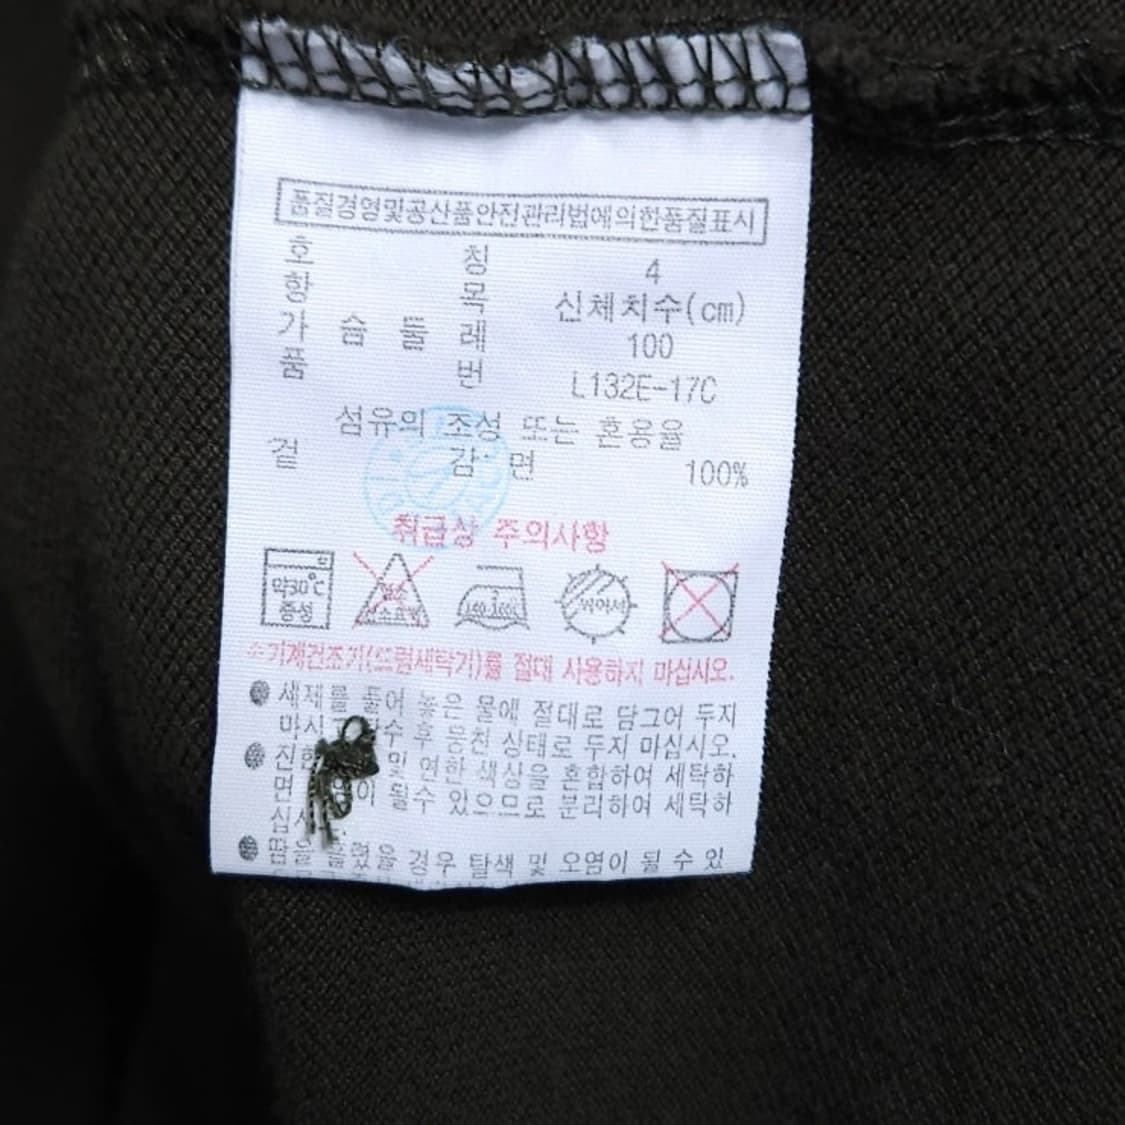 품질경영및공산품안전관리법에의한품질표시
호 칭 4
항 목 신체치수(cm)
가 슴 둘 레 100
품 번 L132E-17C
섬유의 조성 또는 혼용율
겉 감: 면 100%
취급상 주의사항
약30℃
중성
뉘어서
기계건조기(드럼세탁기)를 절대 사용하지 마십시오.
세제를 풀어 놓은 물에 절대로 담그어 두지
마시 수 후 뭉친 상태로 두지 마십시오.
진한 및 연한 색상을 혼합하여 세탁하
면 이 될수 있으므로 분리하여 세탁하
십시
땀을 흘렸을 경우 탈색 및 오염이 될 수 있